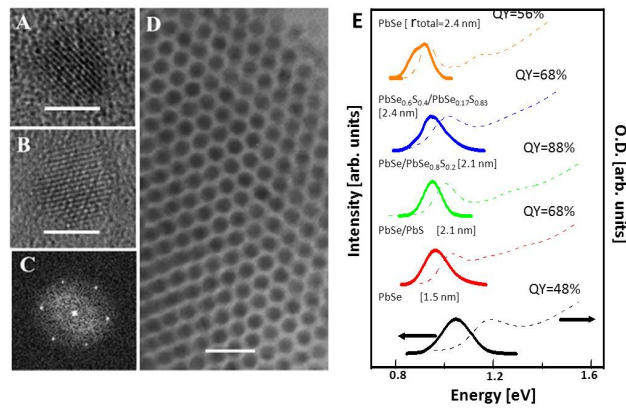 A
B
C
D
E
PbSe [ rtotal=2.4 nm]
QY=56%
PbSe0.6S0.4/PbSe0.17S0.83
[2.4 nm]
QY=68%
PbSe/PbSe0.8S0.2 [2.1 nm]
QY=88%
PbSe/PbS [2.1 nm]
QY=68%
PbSe [1.5 nm]
QY=48%
Intensity [arb. units]
O.D. [arb. units]
0.8 1.2 1.6
Energy [eV]